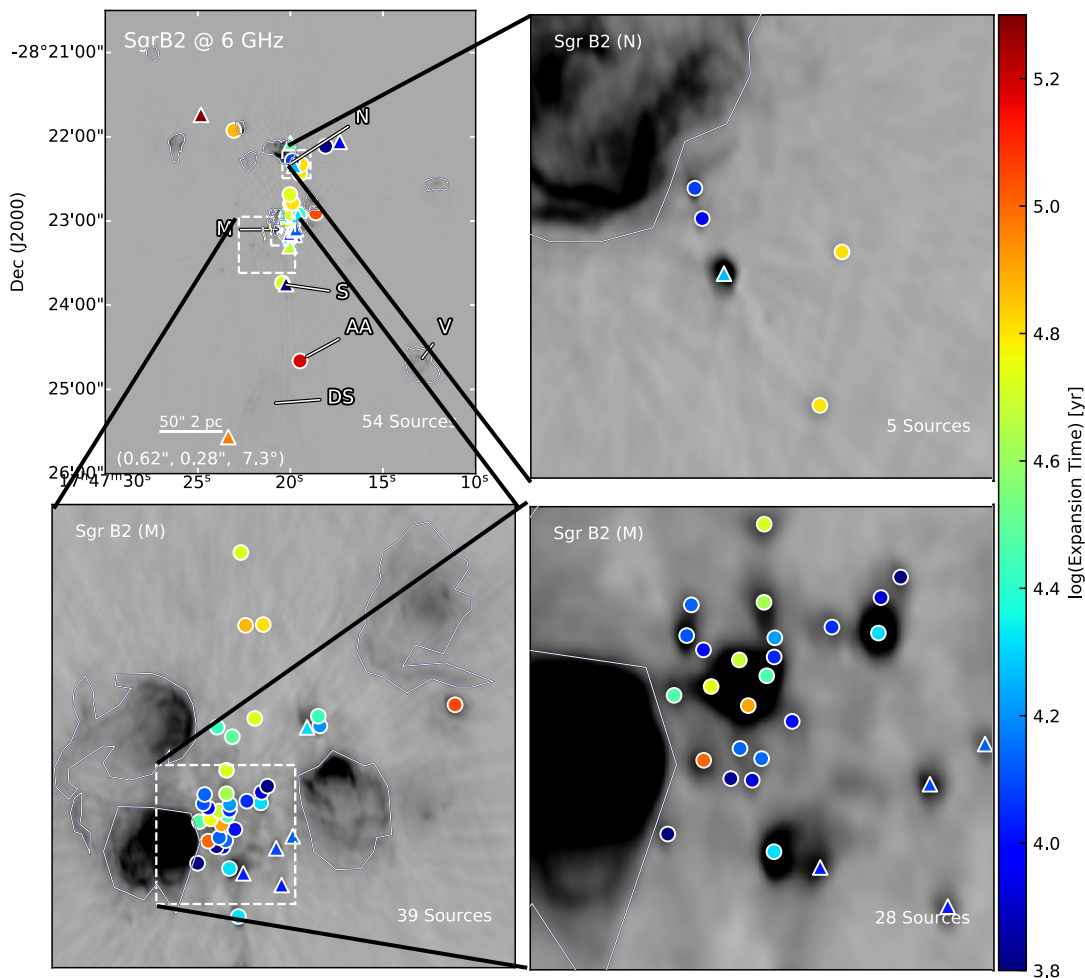 SgrB2 @ 6 GHz
-28°21'00"
22'00"
23'00"
24'00"
25'00"
26'00"
Dec (J2000)
N
M
S
AA
V
DS
50" 2 pc
54 Sources
(0.62", 0.28", 7.3°)
17ʰ47ᵐ30ˢ
25ˢ
20ˢ
15ˢ
10ˢ
Sgr B2 (N)
5 Sources
Sgr B2 (M)
39 Sources
Sgr B2 (M)
28 Sources
5.2
5.0
4.8
4.6
4.4
4.2
4.0
3.8
log(Expansion Time) [yr]